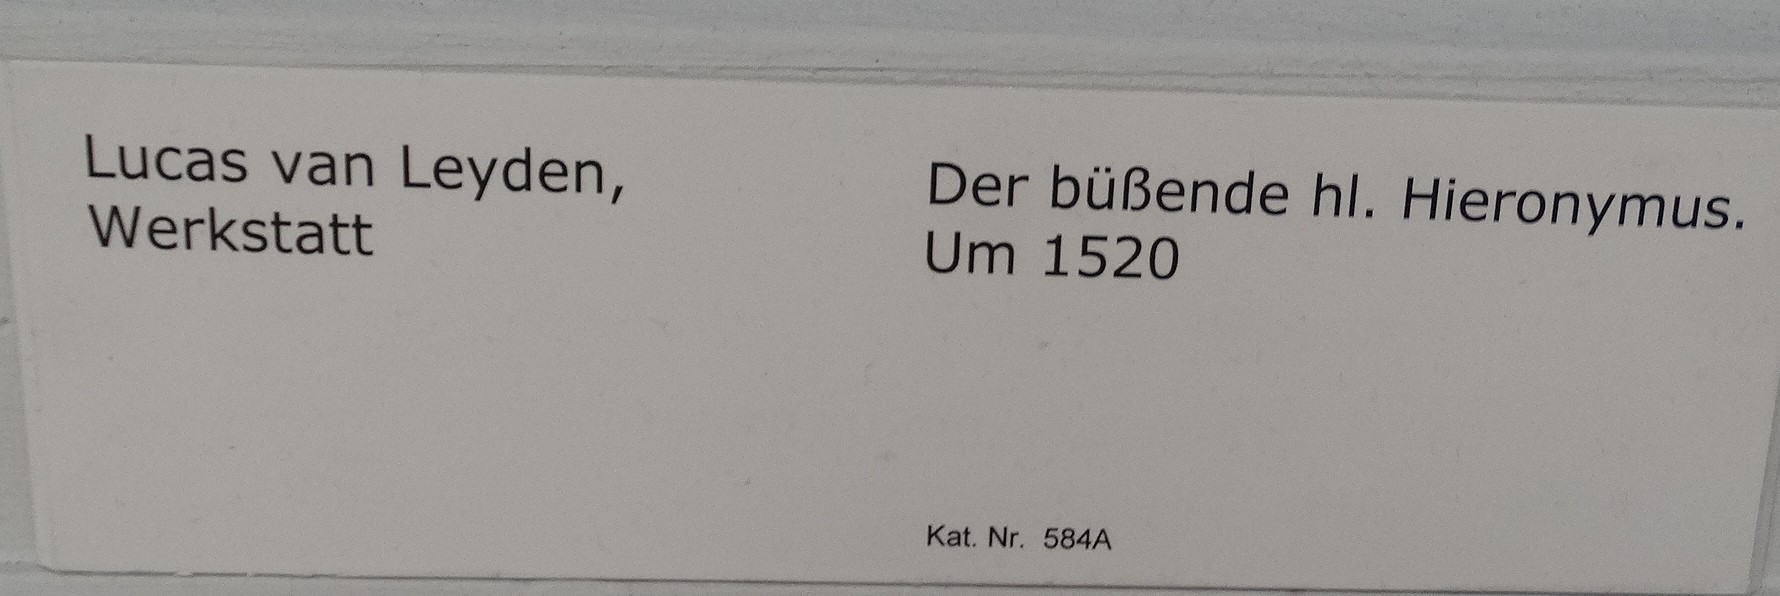 Lucas van Leyden,
Werkstatt
Der büßende hl. Hieronymus.
Um 1520
Kat. Nr. 584A